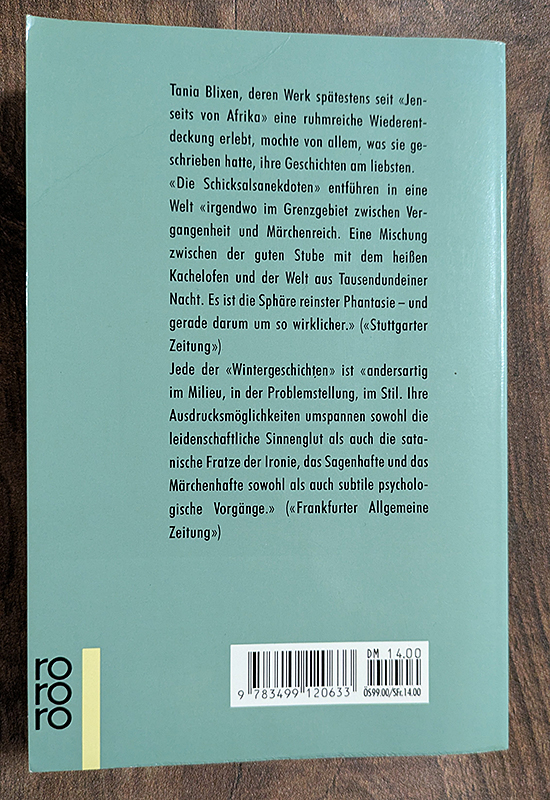 Tania Blixen, deren Werk spätestens seit «Jen-
seits von Afrika» eine ruhmreiche Wiederent-
deckung erlebt, mochte von allem, was sie ge-
schrieben hatte, ihre Geschichten am liebsten.
«Die Schicksalsanekdoten» entführen in eine
Welt «irgendwo im Grenzgebiet zwischen Ver-
gangenheit und Märchenreich. Eine Mischung
zwischen der guten Stube mit dem heißen
Kachelofen und der Welt aus Tausendundeiner
Nacht. Es ist die Sphäre reinster Phantasie – und
gerade darum um so wirklicher.» («Stuttgarter
Zeitung»)
Jede der «Wintergeschichten» ist «andersartig
im Milieu, in der Problemstellung, im Stil. Ihre
Ausdrucksmöglichkeiten umspannen sowohl die
leidenschaftliche Sinnenglut als auch die sata-
nische Fratze der Ironie, das Sagenhafte und das
Märchenhafte sowohl als auch subtile psycholo-
gische Vorgänge.» («Frankfurter Allgemeine
Zeitung»)
DM 14.00
9 783499 120633
ÖS99.00/SFr.14.00
ro
ro
ro